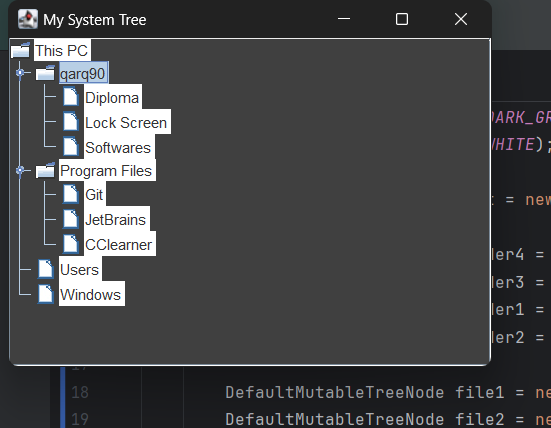 My System Tree
This PC
qarq90
Diploma
Lock Screen
Softwares
Program Files
Git
JetBrains
CClearner
Users
Windows
DARK_GR
WHITE);
t = new
der4 =
der3 =
der1 =
der2 =
17
18 DefaultMutableTreeNode file1 = ne
19 DefaultMutableTreeNode file2 = ne